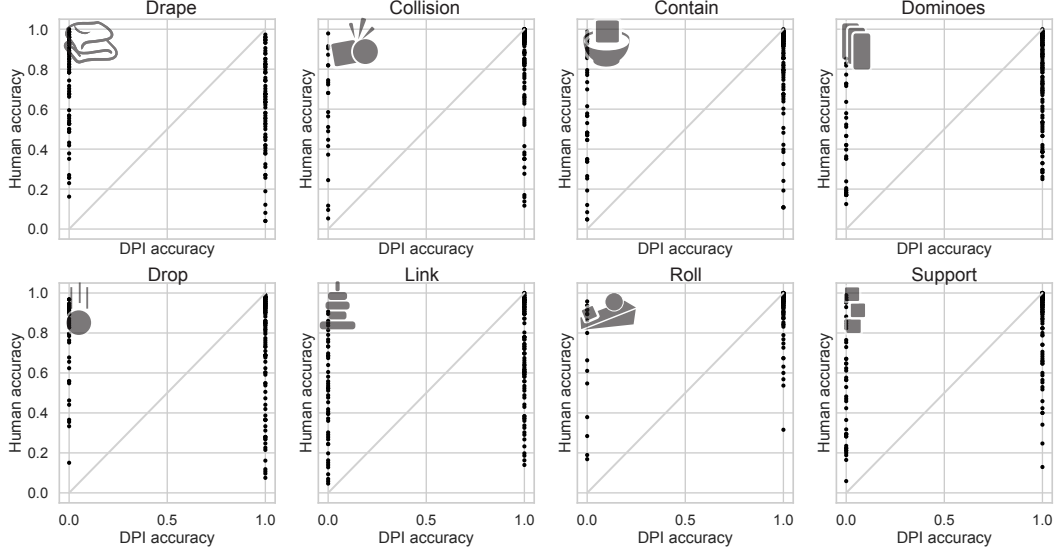 Drape
Collision
Contain
Dominoes
1.0
0.8
0.6
0.4
0.2
0.0
Human accuracy
Human accuracy
Human accuracy
Human accuracy
DPI accuracy
DPI accuracy
DPI accuracy
DPI accuracy
Drop
Link
Roll
Support
1.0
0.8
0.6
0.4
0.2
0.0
Human accuracy
Human accuracy
Human accuracy
Human accuracy
0.0 0.5 1.0
0.0 0.5 1.0
0.0 0.5 1.0
0.0 0.5 1.0
DPI accuracy
DPI accuracy
DPI accuracy
DPI accuracy